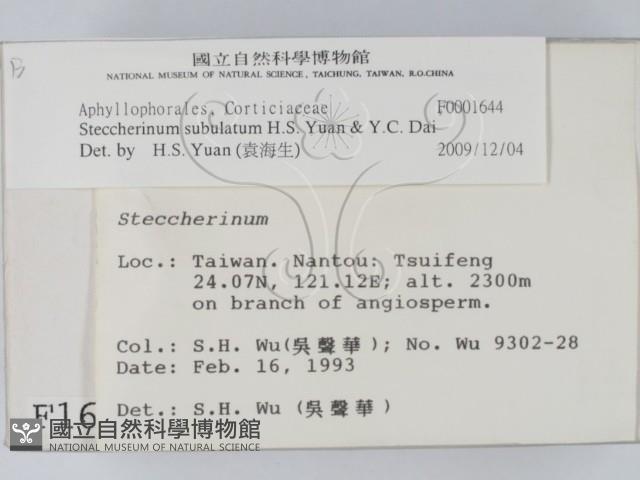 B
國立自然科學博物館
NATIONAL MUSEUM OF NATURAL SCIENCE, TAICHUNG, TAIWAN, R.O.CHINA
Aphyllophorales, Corticiaceae F0001644
Steccherinum subulatum H.S. Yuan & Y.C. Dai
Det. by H.S. Yuan (袁海生) 2009/12/04
Steccherinum
Loc.: Taiwan. Nantou: Tsuifeng
24.07N, 121.12E; alt. 2300m
on branch of angiosperm.
Col.: S.H. Wu(吳聲華); No. Wu 9302-28
Date: Feb. 16, 1993
F16 Det.: S.H. Wu (吳聲華)
國立自然科學博物館
NATIONAL MUSEUM OF NATURAL SCIENCE